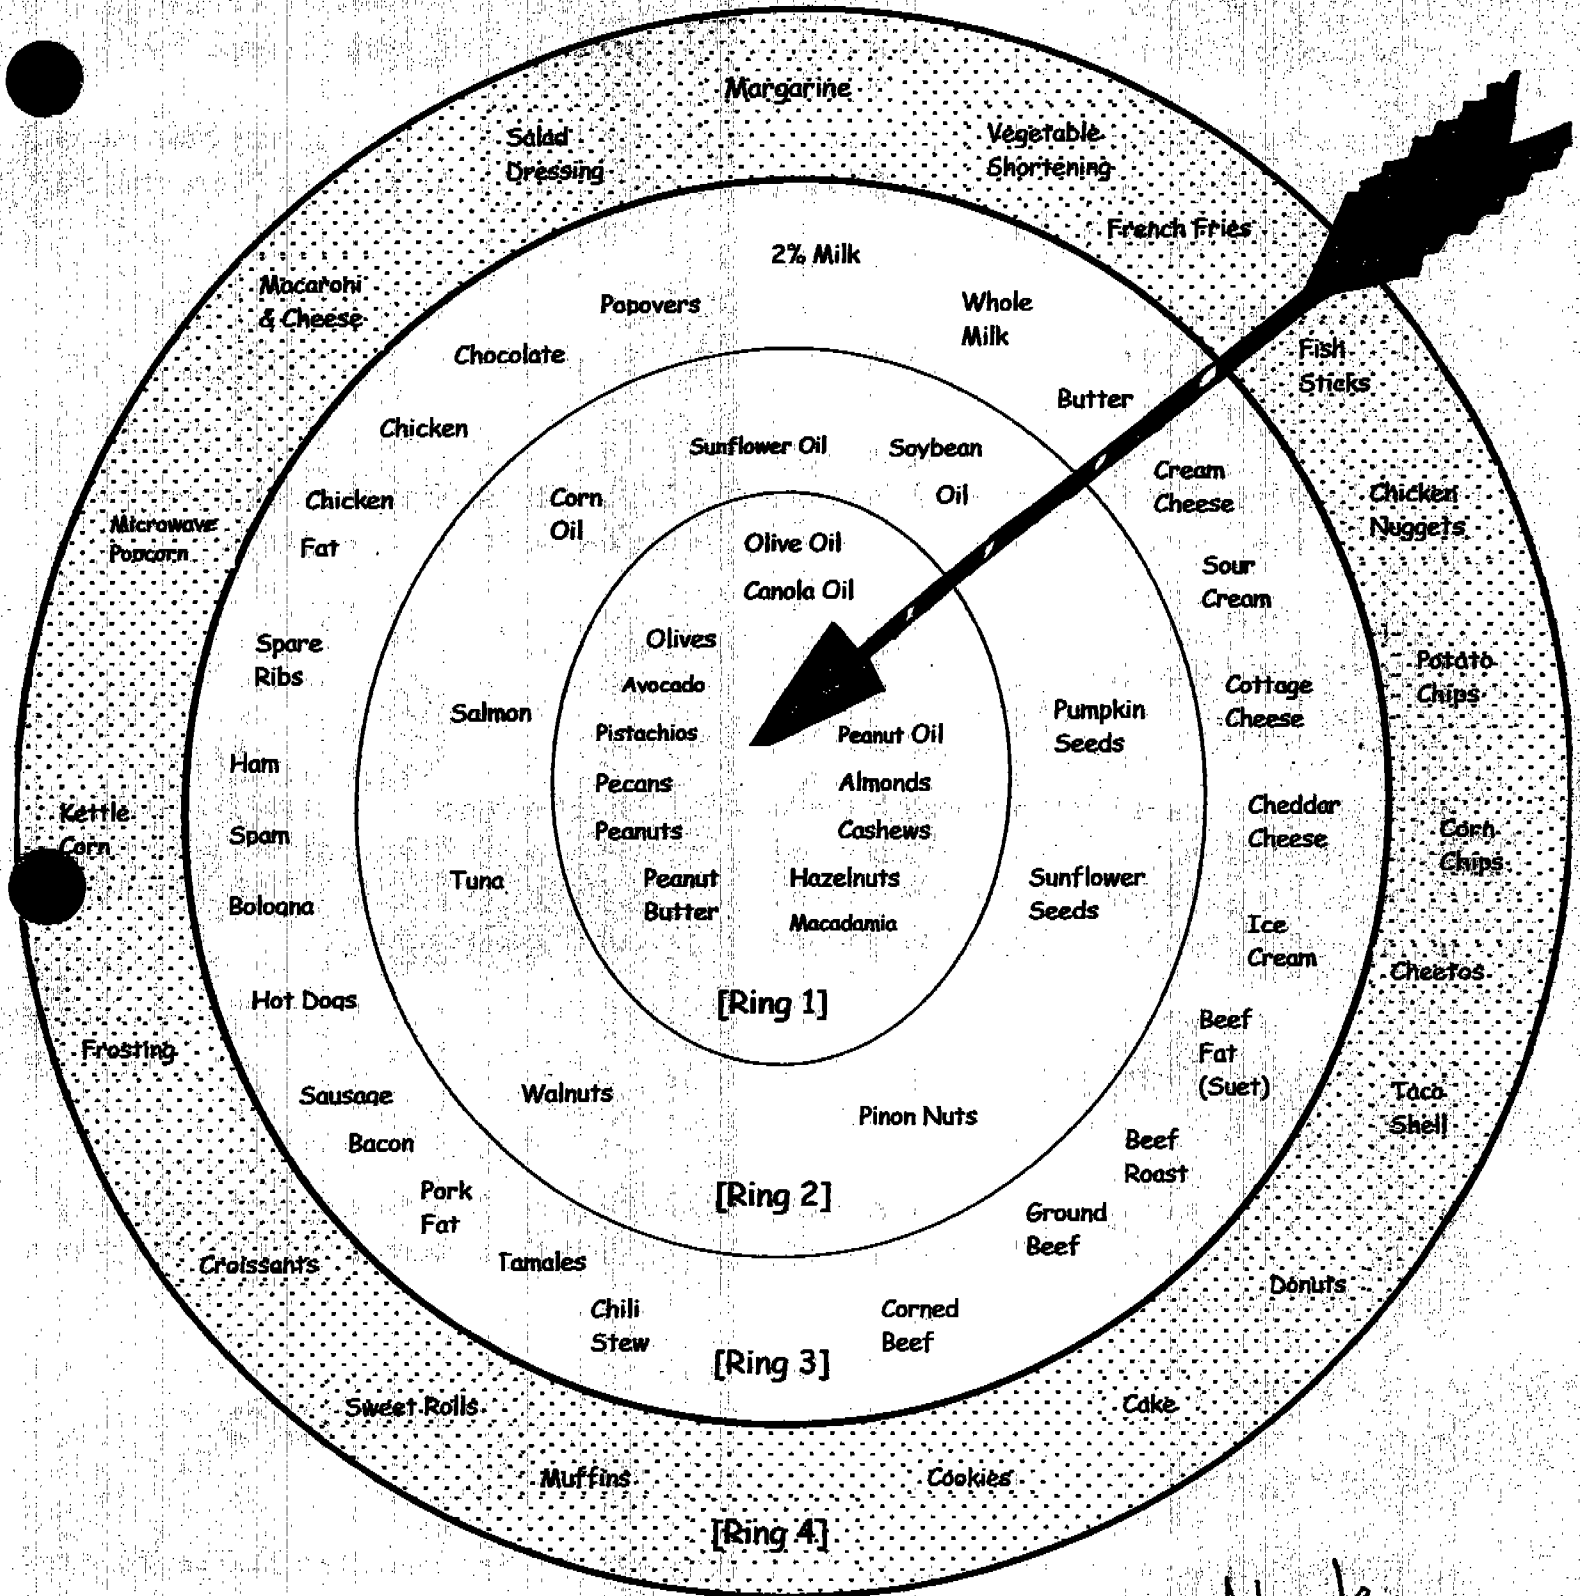 Margarine
Salad
Dressing
Vegetable
Shortening
French Fries
2% Milk
Macaroni
& Cheese
Popovers
Whole
Milk
Chocolate
Fish
Sticks
Butter
Chicken
Sunflower Oil
Soybean
Oil
Cream
Cheese
Chicken
Fat
Corn
Oil
Chicken
Nuggets
Microwave
Popcorn
Olive Oil
Canola Oil
Sour
Cream
Spare
Ribs
Olives
Avocado
Potato
Chips
Cottage
Cheese
Salmon
Pumpkin
Seeds
Pistachios
Peanut Oil
Ham
Pecans
Almonds
Kettle
Corn
Cheddar
Cheese
Spam
Peanuts
Cashews
Corn
Chips
Tuna
Peanut
Butter
Hazelnuts
Macadamia
Sunflower
Seeds
Bologna
Ice
Cream
Cheetos
Hot Dogs
[Ring 1]
Frosting
Beef
Fat
(Suet)
Sausage
Walnuts
Pinon Nuts
Taco
Shell
Bacon
Beef
Roast
Pork
Fat
[Ring 2]
Ground
Beef
Croissants
Tamales
Donuts
Chili
Stew
Corned
Beef
[Ring 3]
Sweet Rolls
Cake
Muffins
Cookies
[Ring 4]